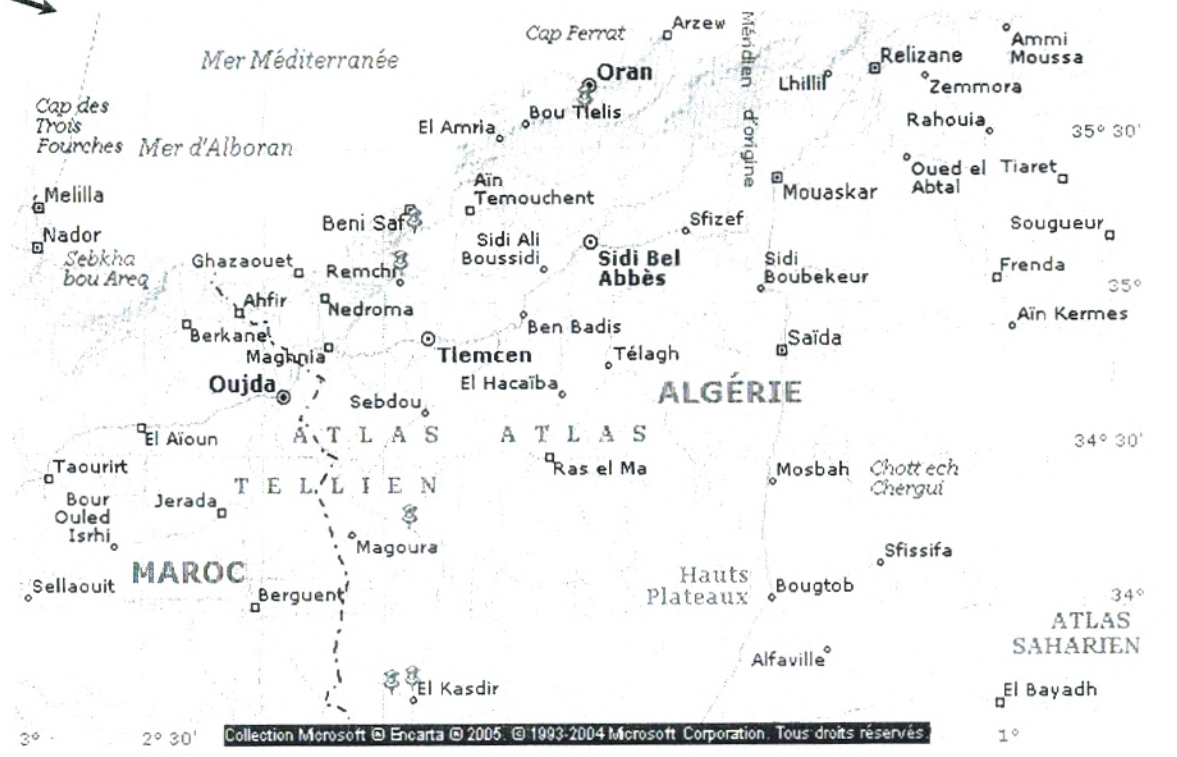 Cap Ferrat
Arzew
Ammi
Moussa
Mer Méditerranée
Oran
Méridien d'origine
Relizane
Lhillif
Zemmora
Cap des
Trois
Fourches
Mer d'Alboran
El Amria
Bou Tlelis
Rahouia
35° 30'
Melilla
Aïn
Temouchent
Mouaskar
Oued el
Abtal
Tiaret
Beni Saf
Nador
Sebkha
bou Areq
Sidi Ali
Boussidi
Sfizef
Sougueur
Ghazaouet
Remchi
Sidi Bel
Abbès
Sidi
Boubekeur
Frenda
35°
Ahfir
Nedroma
Berkane
Ben Badis
Aïn Kermes
Maghnia
Tlemcen
Télagh
Saïda
Oujda
El Hacaïba
ALGÉRIE
Sebdou
El Aïoun
ATLAS ATLAS
34° 30'
Taourirt
Ras el Ma
Mosbah
Chott ech
Chergui
TELLIEN
Bour
Ouled
Isrhi
Jerada
Magoura
Sfissifa
MAROC
Sellaouit
Berguent
Hauts
Plateaux
Bougtob
34°
ATLAS
SAHARIEN
Alfaville
El Kasdir
El Bayadh
3°
2° 30'
Collection Microsoft ® Encarta ® 2005. © 1993-2004 Microsoft Corporation. Tous droits réservés.
1°